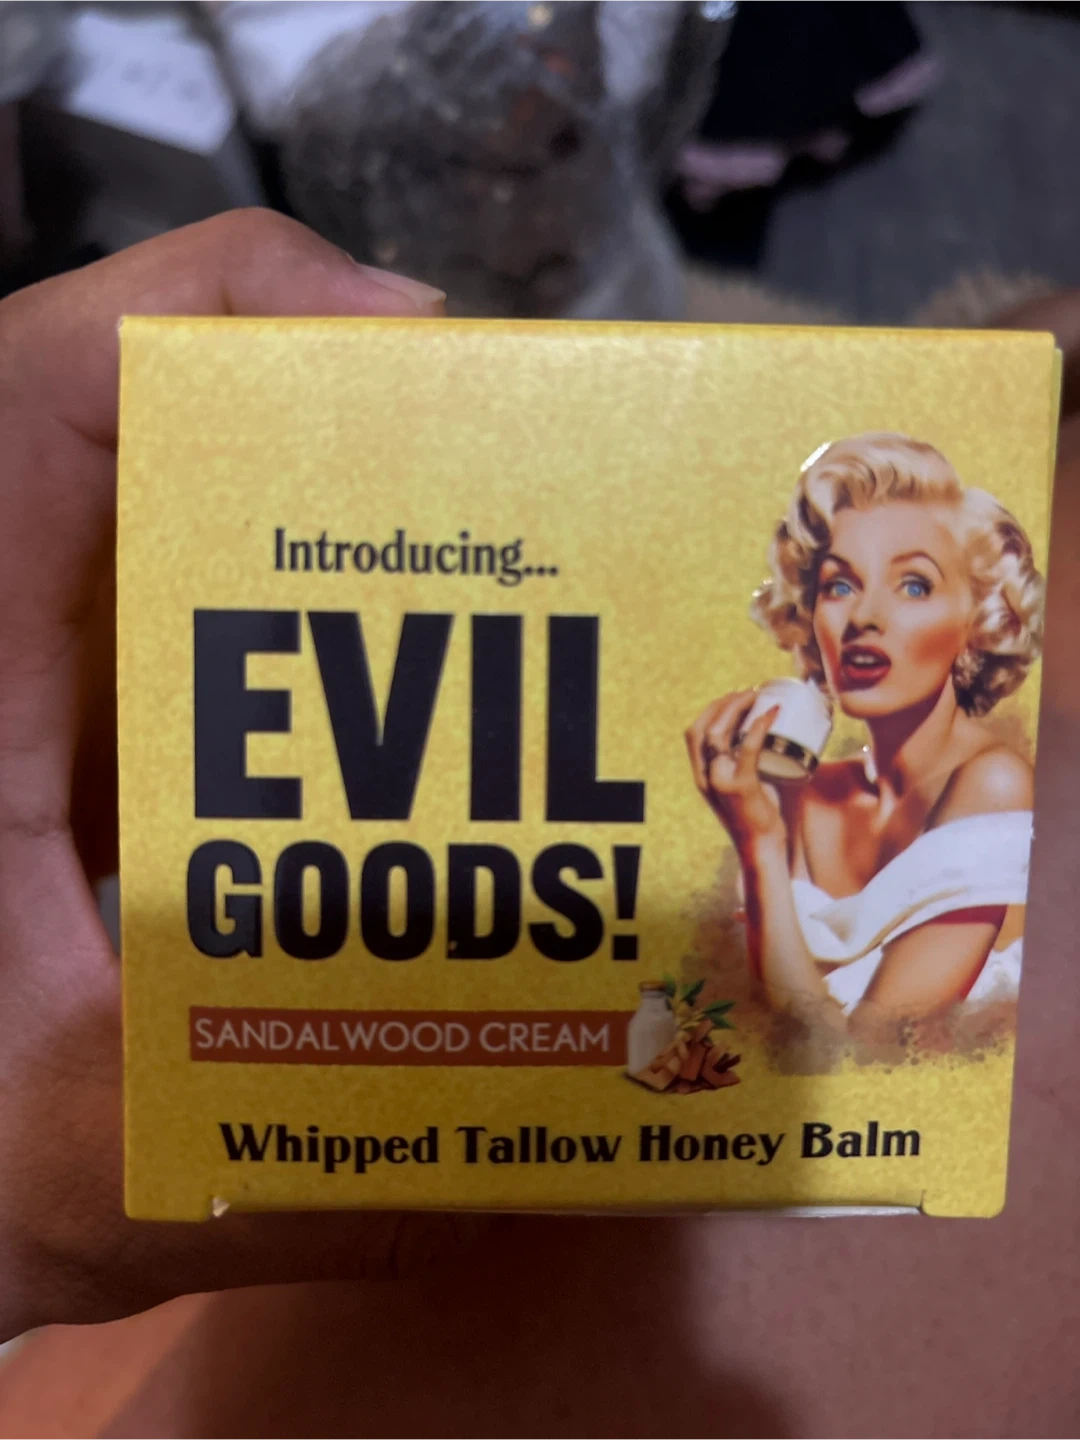 Introducing...
EVIL
GOODS!
SANDALWOOD CREAM
Whipped Tallow Honey Balm